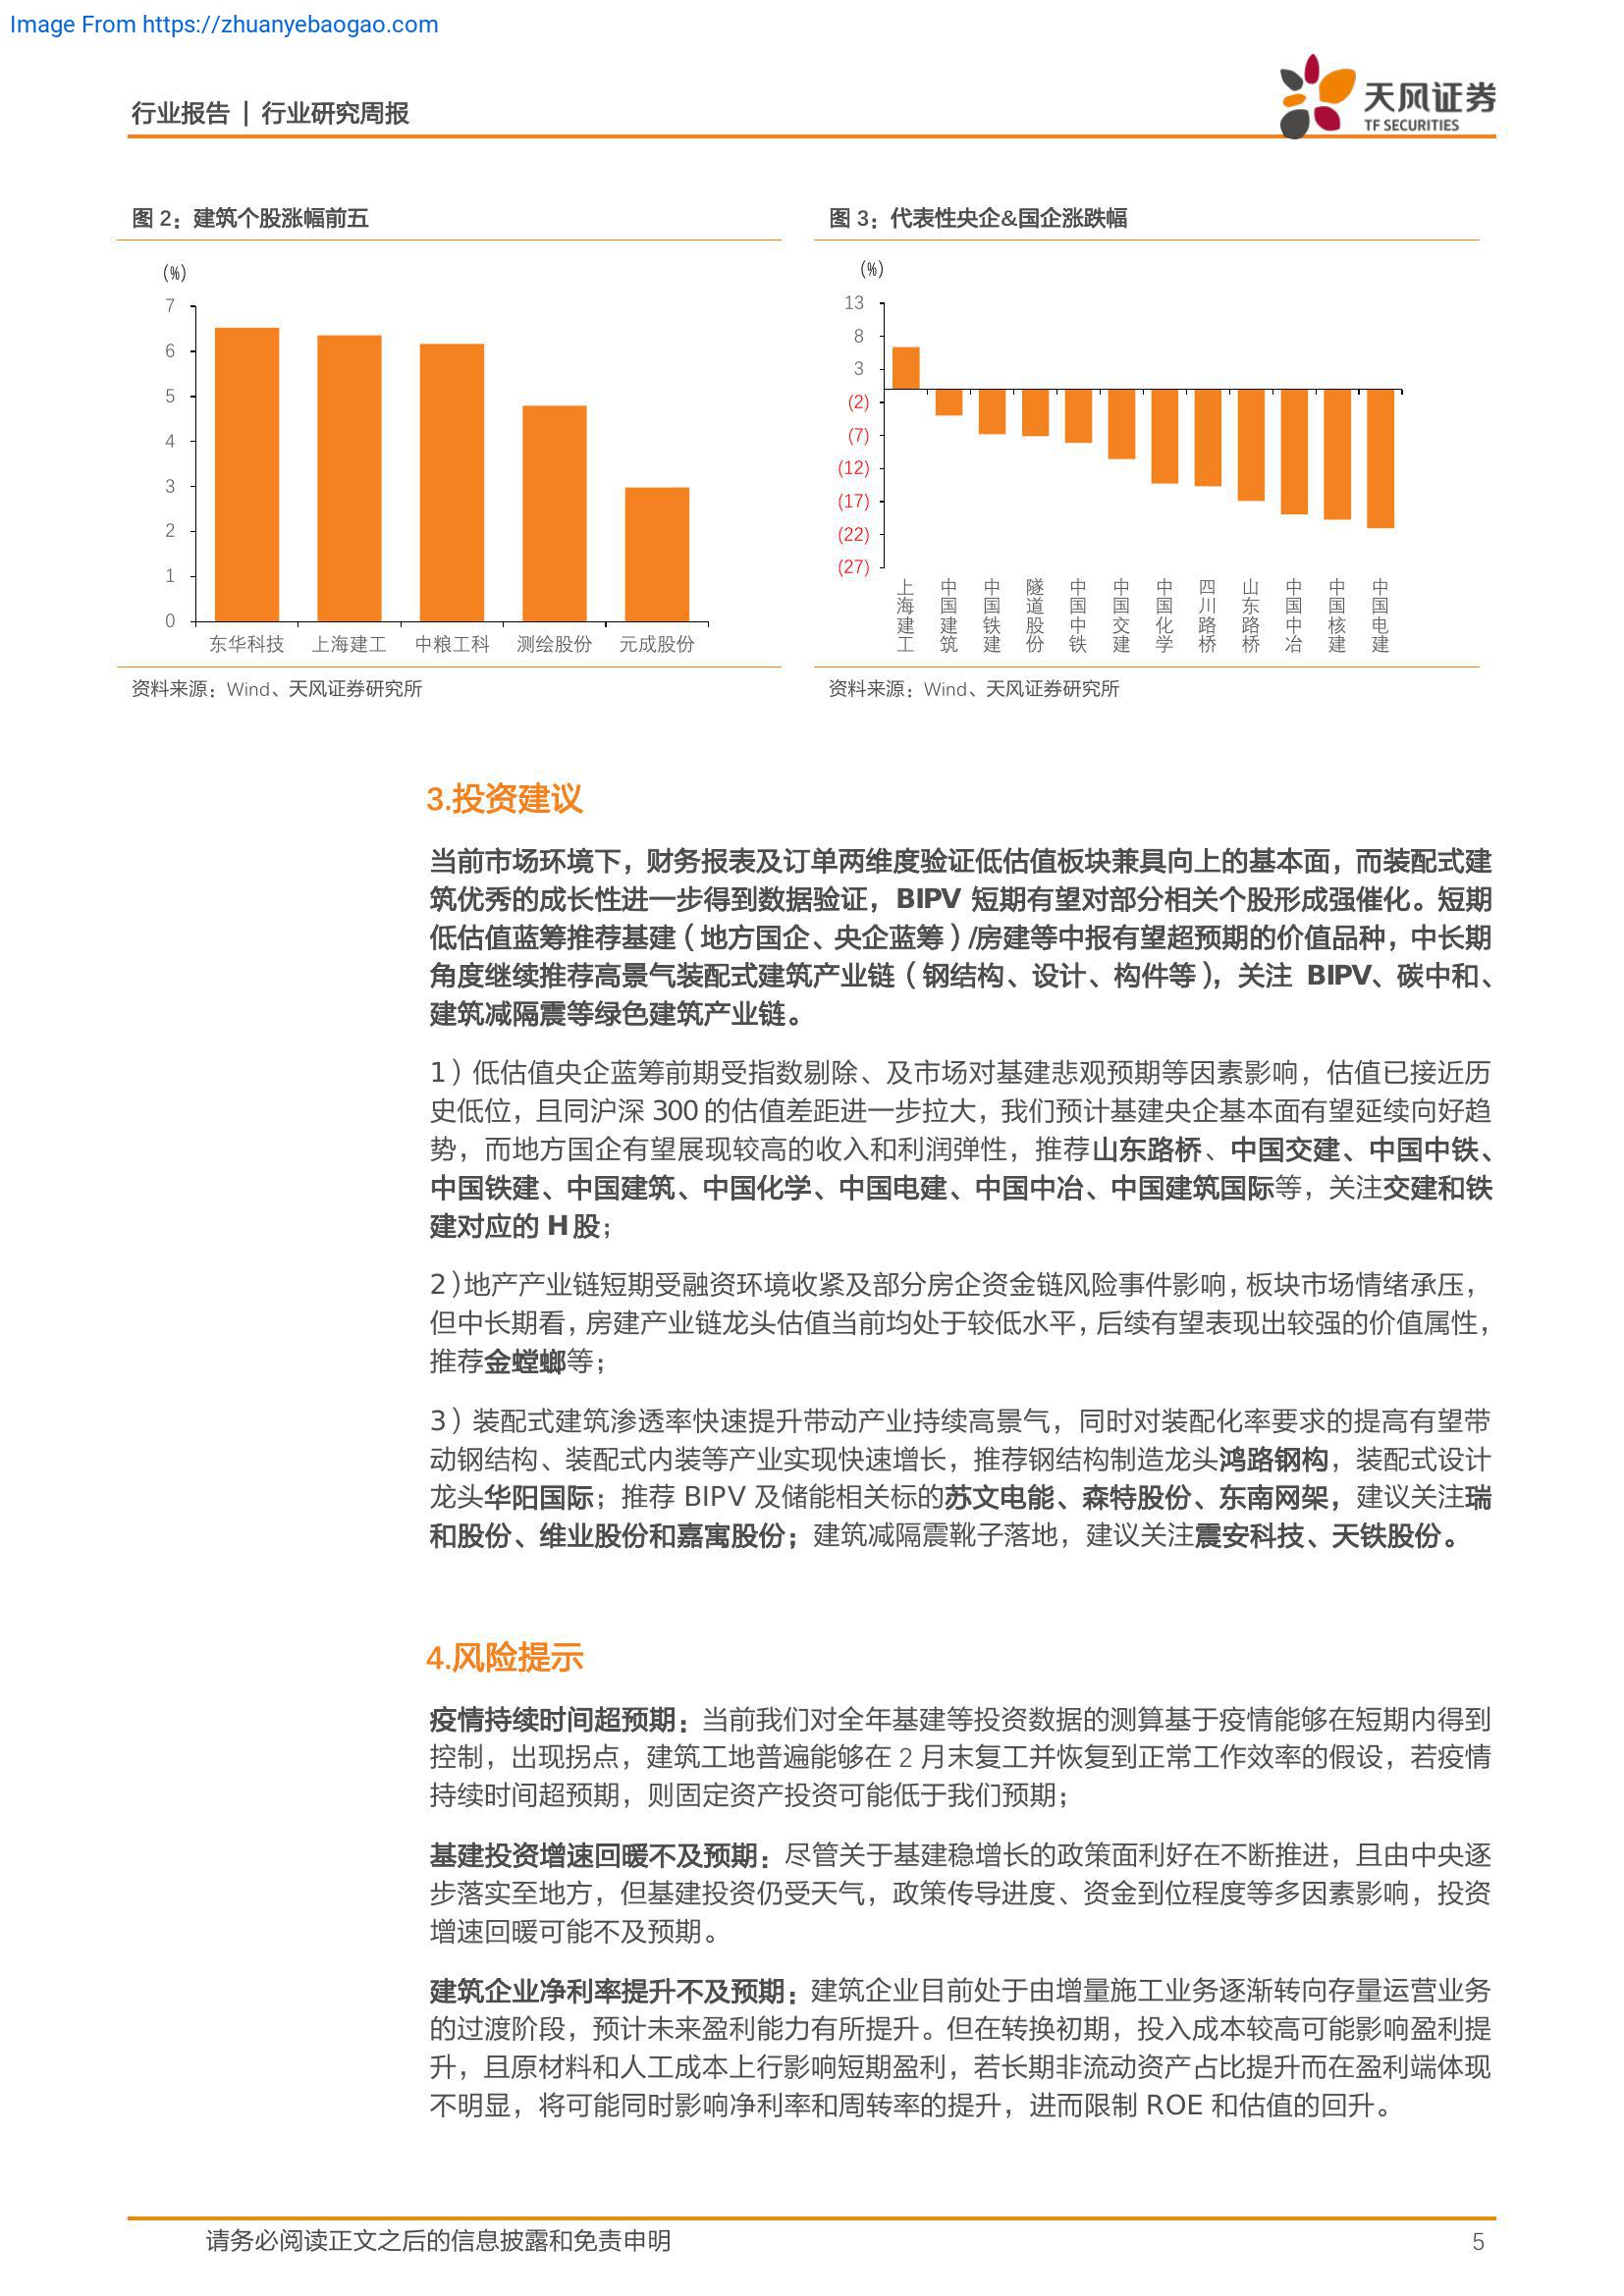 Image From https://zhuanyebaogao.com
行业报告 | 行业研究周报
天风证券
TF SECURITIES
图 2：建筑个股涨幅前五
(%)
7
6
5
4
3
2
1
0
东华科技 上海建工 中粮工科 测绘股份 元成股份
资料来源：Wind、天风证券研究所
图 3：代表性央企&国企涨跌幅
(%)
13
8
3
(2)
(7)
(12)
(17)
(22)
(27)
上海建工 中国建筑 中国铁建 隧道股份 中国中铁 中国交建 中国化学 四川路桥 山东路桥 中国中冶 中国核建 中国电建
资料来源：Wind、天风证券研究所
3.投资建议
当前市场环境下，财务报表及订单两维度验证低估值板块兼具向上的基本面，而装配式建
筑优秀的成长性进一步得到数据验证，BIPV 短期有望对部分相关个股形成强催化。短期
低估值蓝筹推荐基建（地方国企、央企蓝筹）/房建等中报有望超预期的价值品种，中长期
角度继续推荐高景气装配式建筑产业链（钢结构、设计、构件等），关注 BIPV、碳中和、
建筑减隔震等绿色建筑产业链。
1）低估值央企蓝筹前期受指数剔除、及市场对基建悲观预期等因素影响，估值已接近历
史低位，且同沪深 300 的估值差距进一步拉大，我们预计基建央企基本面有望延续向好趋
势，而地方国企有望展现较高的收入和利润弹性，推荐山东路桥、中国交建、中国中铁、
中国铁建、中国建筑、中国化学、中国电建、中国中冶、中国建筑国际等，关注交建和铁
建对应的 H 股；
2）地产产业链短期受融资环境收紧及部分房企资金链风险事件影响，板块市场情绪承压，
但中长期看，房建产业链龙头估值当前均处于较低水平，后续有望表现出较强的价值属性，
推荐金螳螂等；
3）装配式建筑渗透率快速提升带动产业持续高景气，同时对装配化率要求的提高有望带
动钢结构、装配式内装等产业实现快速增长，推荐钢结构制造龙头鸿路钢构，装配式设计
龙头华阳国际；推荐 BIPV 及储能相关标的苏文电能、森特股份、东南网架，建议关注瑞
和股份、维业股份和嘉寓股份；建筑减隔震靴子落地，建议关注震安科技、天铁股份。
4.风险提示
疫情持续时间超预期：当前我们对全年基建等投资数据的测算基于疫情能够在短期内得到
控制，出现拐点，建筑工地普遍能够在 2 月末复工并恢复到正常工作效率的假设，若疫情
持续时间超预期，则固定资产投资可能低于我们预期；
基建投资增速回暖不及预期：尽管关于基建稳增长的政策面利好在不断推进，且由中央逐
步落实至地方，但基建投资仍受天气，政策传导进度、资金到位程度等多因素影响，投资
增速回暖可能不及预期。
建筑企业净利率提升不及预期：建筑企业目前处于由增量施工业务逐渐转向存量运营业务
的过渡阶段，预计未来盈利能力有所提升。但在转换初期，投入成本较高可能影响盈利提
升，且原材料和人工成本上行影响短期盈利，若长期非流动资产占比提升而在盈利端体现
不明显，将可能同时影响净利率和周转率的提升，进而限制 ROE 和估值的回升。
请务必阅读正文之后的信息披露和免责申明
5